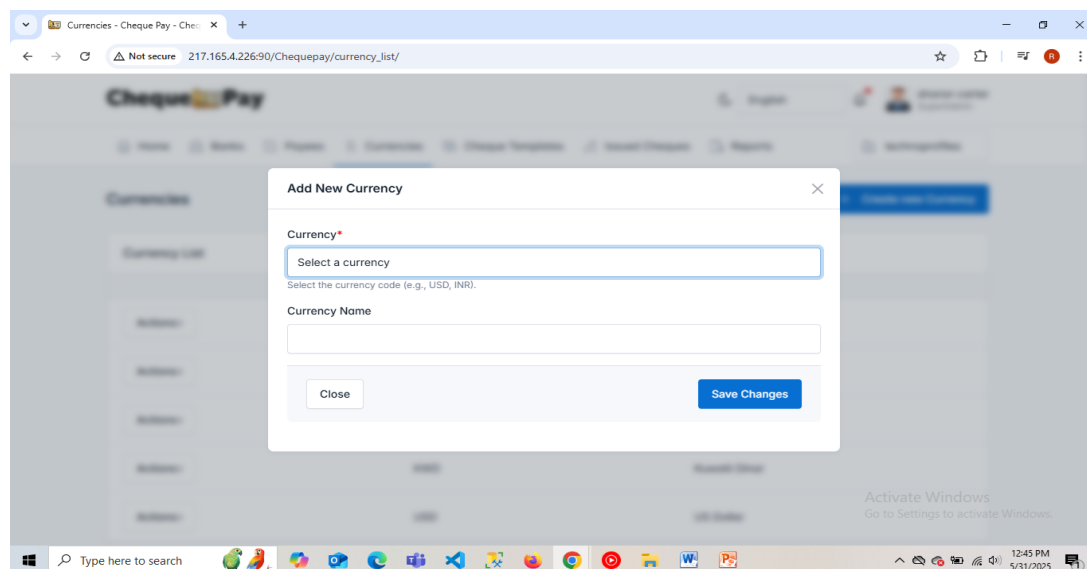 Currencies - Cheque Pay - Chec
Not secure 217.165.4.226:90/Chequepay/currency_list/
R
Cheque Pay
English
Home Banks Payees Currencies Cheque Templates Issued Cheques Reports
Currencies
Create new Currency
Currency List
Add New Currency
Currency*
Select a currency
Select the currency code (e.g., USD, INR).
Currency Name
Close
Save Changes
Actions
Actions
Actions
Actions KWD Kuwaiti Dinar
Actions USD US Dollar
Activate Windows
Go to Settings to activate Windows.
Type here to search
12:45 PM
5/31/2025